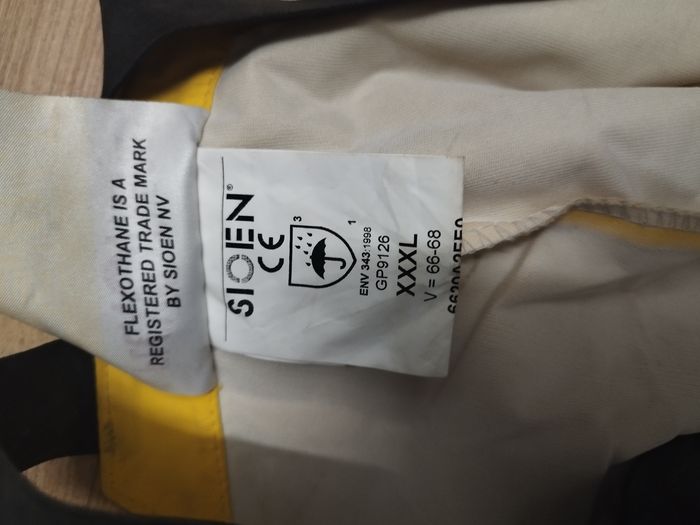 FLEXOTHANE IS A
REGISTERED TRADE MARK
BY SIOEN NV
SIOEN®
CE
3
1
ENV 343:1998
GP9126
XXXL
V = 66-68